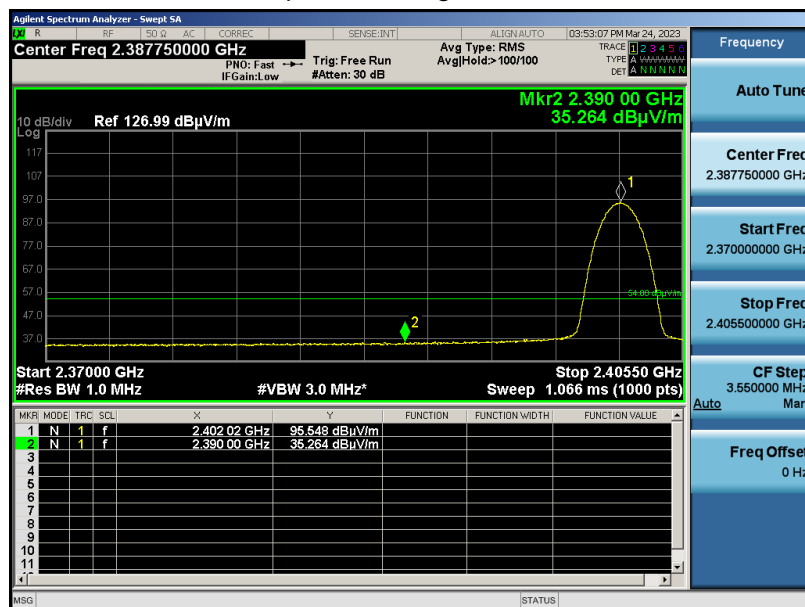 Agilent Spectrum Analyzer - Swept SA
LXI R RF 50 Ω AC CORREC SENSE:INT ALIGN AUTO 03:53:07 PM Mar 24, 2023
Center Freq 2.387750000 GHz
PNO: Fast
IFGain:Low
Trig: Free Run
#Atten: 30 dB
Avg Type: RMS
Avg|Hold:>100/100
TRACE 1 2 3 4 5 6
TYPE A WWWWW
DET A N N N N N
Mkr2 2.390 00 GHz
35.264 dBµV/m
10 dB/div Ref 126.99 dBµV/m
Log
117
107
97.0
87.0
77.0
67.0
57.0
47.0
37.0
1
2
54.00 dBµV/m
Start 2.37000 GHz Stop 2.40550 GHz
#Res BW 1.0 MHz #VBW 3.0 MHz* Sweep 1.066 ms (1000 pts)
MKR MODE TRC SCL X Y FUNCTION FUNCTION WIDTH FUNCTION VALUE
1 N 1 f 2.402 02 GHz 95.548 dBµV/m
2 N 1 f 2.390 00 GHz 35.264 dBµV/m
3
4
5
6
7
8
9
10
11
MSG STATUS
Frequency
Auto Tune
Center Freq
2.387750000 GHz
Start Freq
2.370000000 GHz
Stop Freq
2.405500000 GHz
CF Step
3.550000 MHz
Auto Man
Freq Offset
0 Hz